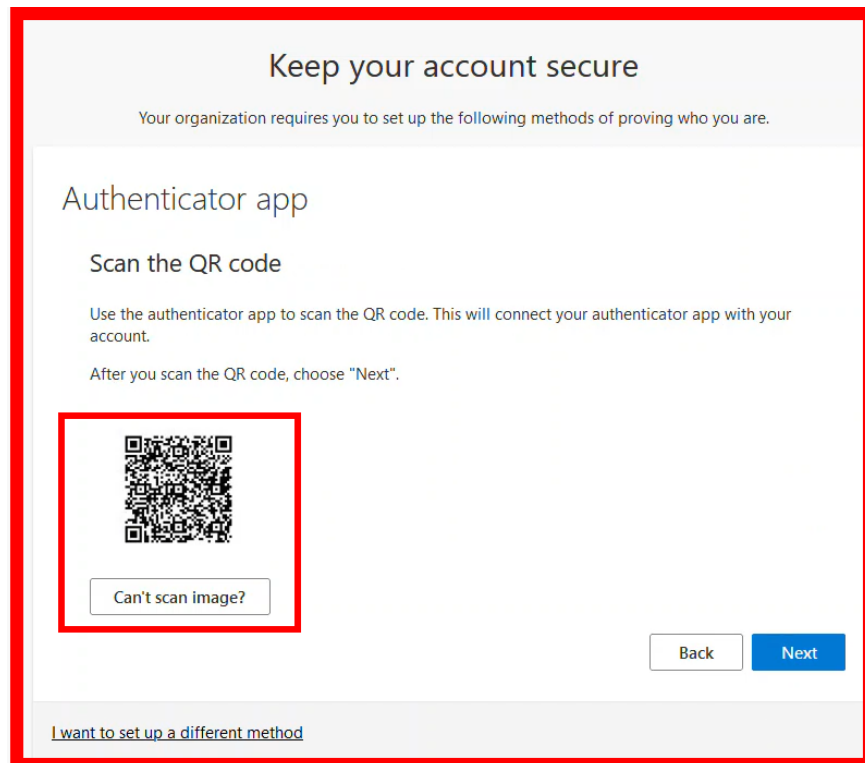 Keep your account secure
Your organization requires you to set up the following methods of proving who you are.
Authenticator app
Scan the QR code
Use the authenticator app to scan the QR code. This will connect your authenticator app with your
account.
After you scan the QR code, choose "Next".
Can't scan image?
Back
Next
I want to set up a different method